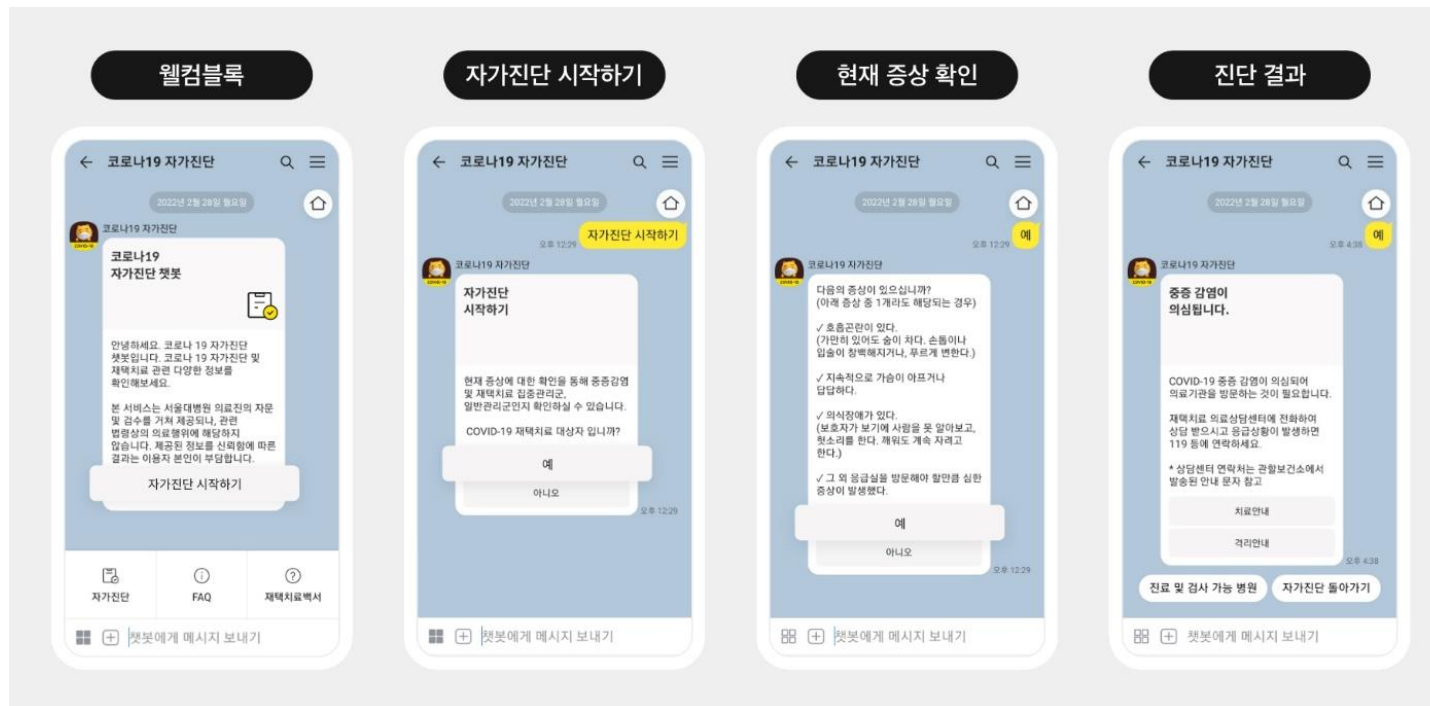 웰컴블록
자가진단 시작하기
현재 증상 확인
진단 결과
코로나19 자가진단
2022년 2월 28일 월요일
코로나19 자가진단
코로나19
자가진단 챗봇
안녕하세요. 코로나 19 자가진단
챗봇입니다. 코로나 19 자가진단 및
재택치료 관련 다양한 정보를
확인해보세요.
본 서비스는 서울대병원 의료진의 자문
및 검수를 거쳐 제공되나, 관련
법령상의 의료행위에 해당하지
않습니다. 제공된 정보를 신뢰함에 따른
결과는 이용자 본인이 부담합니다.
자가진단 시작하기
자가진단
FAQ
재택치료백서
챗봇에게 메시지 보내기
코로나19 자가진단
2022년 2월 28일 월요일
자가진단 시작하기
오후 12:29
코로나19 자가진단
자가진단
시작하기
현재 증상에 대한 확인을 통해 중증감염
및 재택치료 집중관리군,
일반관리군인지 확인하실 수 있습니다.
COVID-19 재택치료 대상자 입니까?
예
아니오
오후 12:29
챗봇에게 메시지 보내기
코로나19 자가진단
2022년 2월 28일 월요일
예
오후 12:29
코로나19 자가진단
다음의 증상이 있으십니까?
(아래 증상 중 1개라도 해당되는 경우)
✓ 호흡곤란이 있다.
(가만히 있어도 숨이 차다. 손톱이나
입술이 창백해지거나, 푸르게 변한다.)
✓ 지속적으로 가슴이 아프거나
답답하다.
✓ 의식장애가 있다.
(보호자가 보기에 사람을 못 알아보고,
헛소리를 한다. 깨워도 계속 자려고
한다.)
✓ 그 외 응급실을 방문해야 할만큼 심한
증상이 발생했다.
예
아니오
오후 12:29
챗봇에게 메시지 보내기
코로나19 자가진단
2022년 2월 28일 월요일
예
오후 4:38
코로나19 자가진단
중증 감염이
의심됩니다.
COVID-19 중증 감염이 의심되어
의료기관을 방문하는 것이 필요합니다.
재택치료 의료상담센터에 전화하여
상담 받으시고 응급상황이 발생하면
119 등에 연락하세요.
* 상담센터 연락처는 관할보건소에서
발송된 안내 문자 참고
치료안내
격리안내
오후 4:38
진료 및 검사 가능 병원
자가진단 돌아가기
챗봇에게 메시지 보내기